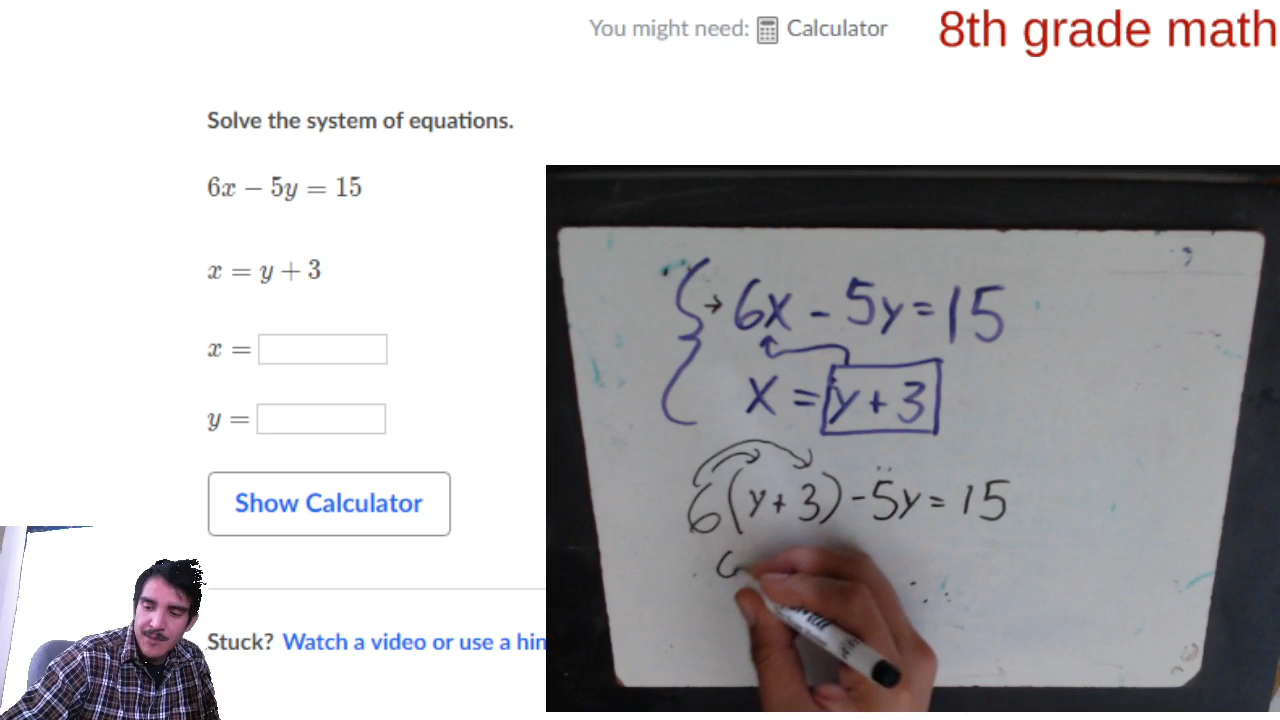 You might need: Calculator
8th grade math
Solve the system of equations.
6x − 5y = 15
x = y + 3
x =
y =
Show Calculator
Stuck? Watch a video or use a hin
→ 6x - 5y = 15
x = y + 3
6(y + 3) - 5y = 15